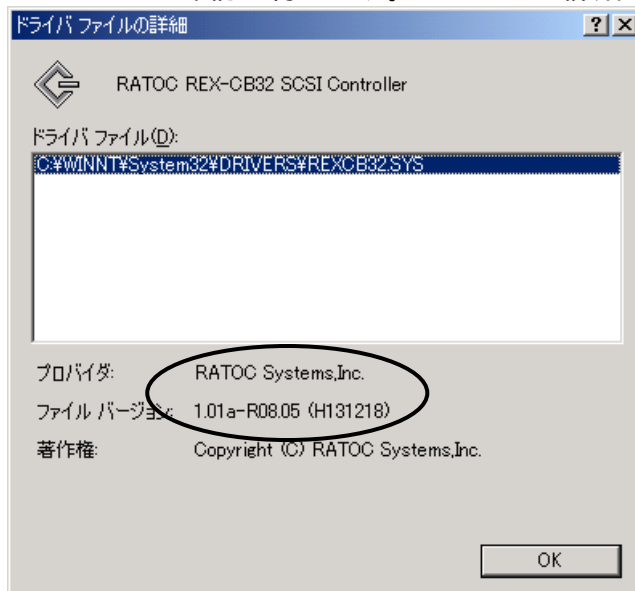 ドライバ ファイルの詳細
RATOC REX-CB32 SCSI Controller
ドライバ ファイル(D):
C:¥WINNT¥System32¥DRIVERS¥REXCB32.SYS
プロバイダ: RATOC Systems,Inc.
ファイル バージョン: 1.01a-R08.05 (H131218)
著作権: Copyright (C) RATOC Systems,Inc.
OK